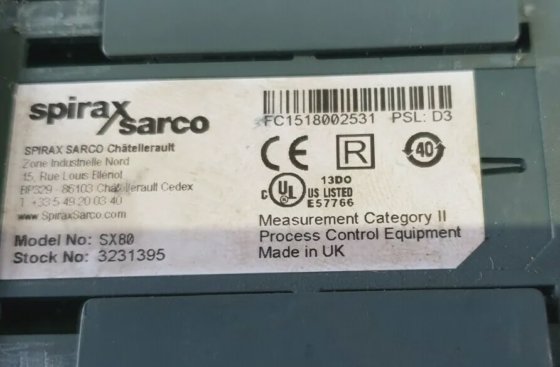 spirax
sarco
SPIRAX SARCO Châtellerault
Zone Industrielle Nord
15, Rue Louis Blériot
BP329 - 86103 Châtellerault Cedex
T +33 5 49 20 03 40
www.SpiraxSarco.com
Model No: SX80
Stock No: 3231395
FC1518002531 PSL: D3
CE R 40
13DO
C UL US LISTED
E57766
Measurement Category II
Process Control Equipment
Made in UK